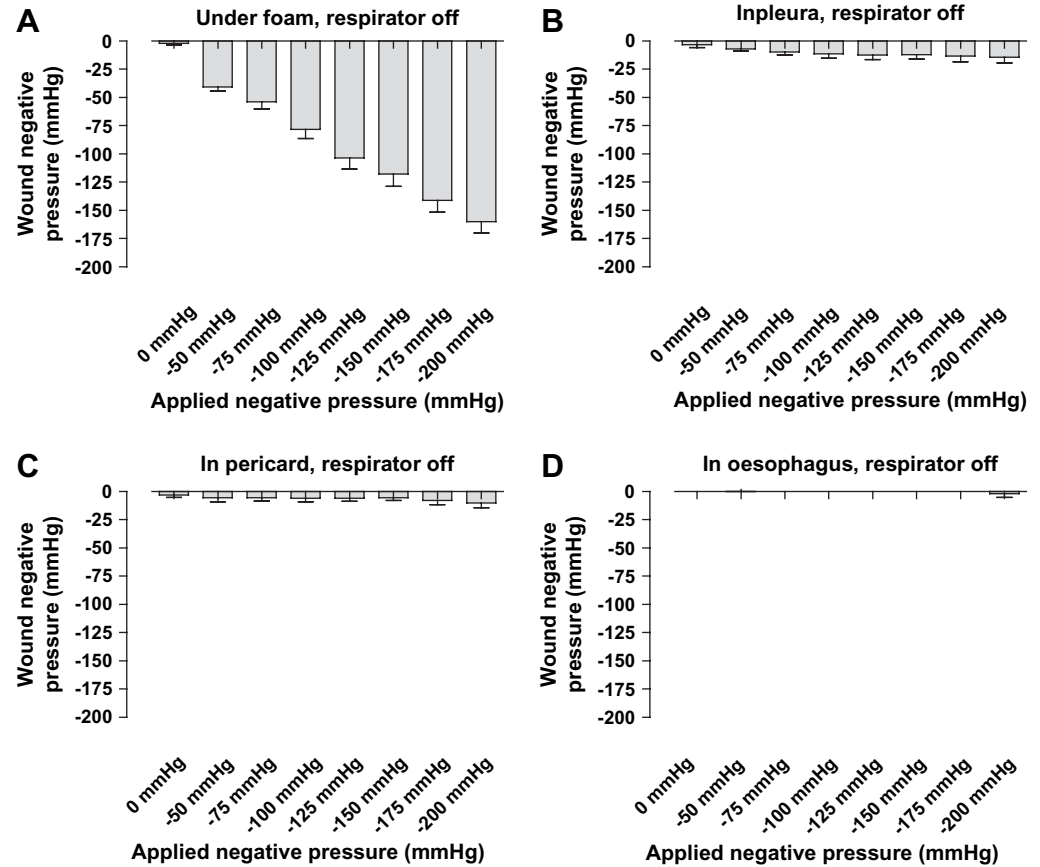 A
Under foam, respirator off
Wound negative
pressure (mmHg)
0
-25
-50
-75
-100
-125
-150
-175
-200
0 mmHg
-50 mmHg
-75 mmHg
-100 mmHg
-125 mmHg
-150 mmHg
-175 mmHg
-200 mmHg
Applied negative pressure (mmHg)
B
Inpleura, respirator off
Wound negative
pressure (mmHg)
0
-25
-50
-75
-100
-125
-150
-175
-200
0 mmHg
-50 mmHg
-75 mmHg
-100 mmHg
-125 mmHg
-150 mmHg
-175 mmHg
-200 mmHg
Applied negative pressure (mmHg)
C
In pericard, respirator off
Wound negative
pressure (mmHg)
0
-25
-50
-75
-100
-125
-150
-175
-200
0 mmHg
-50 mmHg
-75 mmHg
-100 mmHg
-125 mmHg
-150 mmHg
-175 mmHg
-200 mmHg
Applied negative pressure (mmHg)
D
In oesophagus, respirator off
Wound negative
pressure (mmHg)
0
-25
-50
-75
-100
-125
-150
-175
-200
0 mmHg
-50 mmHg
-75 mmHg
-100 mmHg
-125 mmHg
-150 mmHg
-175 mmHg
-200 mmHg
Applied negative pressure (mmHg)